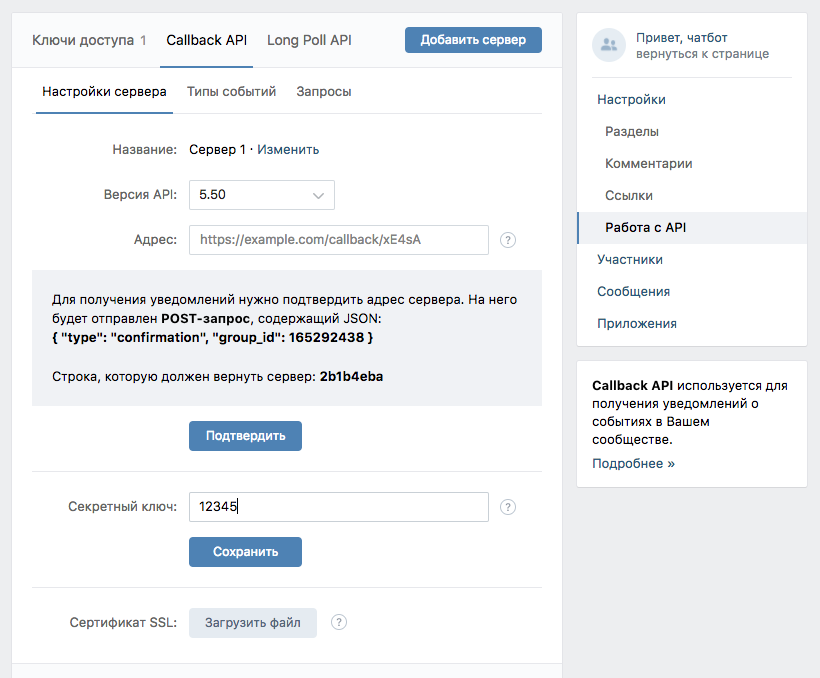 Ключи доступа 1 Callback API Long Poll API Добавить сервер
Настройки сервера Типы событий Запросы
Название: Сервер 1 · Изменить
Версия API: 5.50
Адрес: https://example.com/callback/xE4sA ?
Для получения уведомлений нужно подтвердить адрес сервера. На него
будет отправлен POST-запрос, содержащий JSON:
{ "type": "confirmation", "group_id": 165292438 }
Строка, которую должен вернуть сервер: 2b1b4eba
Подтвердить
Секретный ключ: 12345 ?
Сохранить
Сертификат SSL: Загрузить файл ?
Привет, чатбот
вернуться к странице
Настройки
Разделы
Комментарии
Ссылки
Работа с API
Участники
Сообщения
Приложения
Callback API используется для
получения уведомлений о
событиях в Вашем
сообществе.
Подробнее »